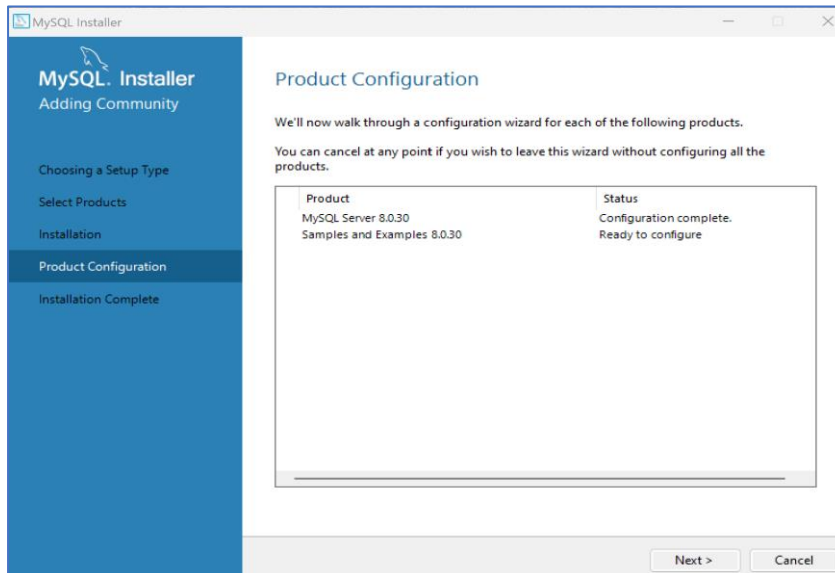 MySQL Installer
MySQL. Installer
Adding Community
Choosing a Setup Type
Select Products
Installation
Product Configuration
Installation Complete
Product Configuration
We'll now walk through a configuration wizard for each of the following products.
You can cancel at any point if you wish to leave this wizard without configuring all the
products.
Product Status
MySQL Server 8.0.30 Configuration complete.
Samples and Examples 8.0.30 Ready to configure
Next > Cancel